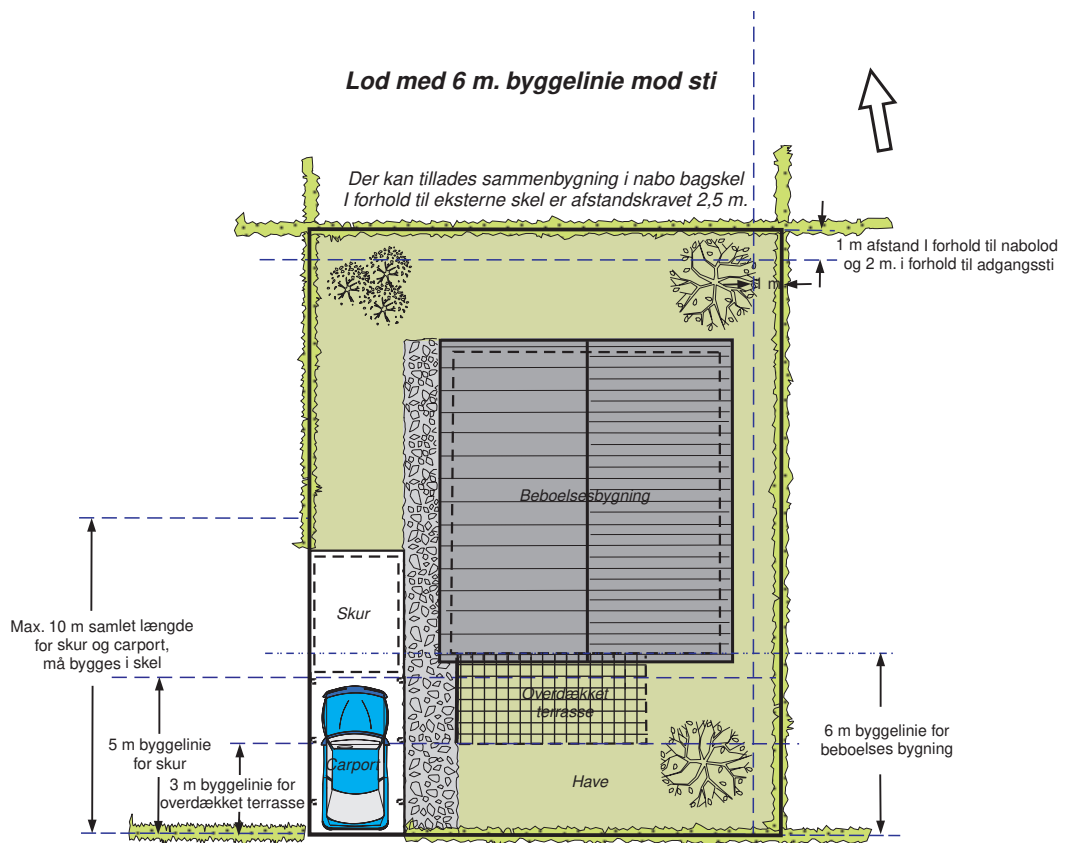 Lod med 6 m. byggelinie mod sti
Der kan tillades sammenbygning i nabo bagskel
I forhold til eksterne skel er afstandskravet 2,5 m.
1 m afstand I forhold til nabolod
og 2 m. i forhold til adgangssti
1 m
Beboelsesbygning
Skur
Max. 10 m samlet længde
for skur og carport,
må bygges i skel
Overdækket
terrasse
5 m byggelinie
for skur
6 m byggelinie for
beboelses bygning
Carport
3 m byggelinie for
overdækket terrasse
Have